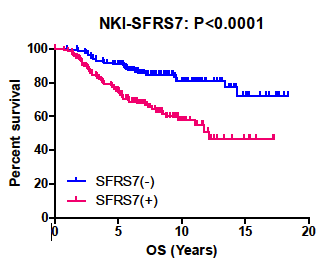 NKI-SFRS7: P<0.0001
Percent survival
100
80
60
40
20
0
SFRS7(-)
SFRS7(+)
0 5 10 15 20
OS (Years)